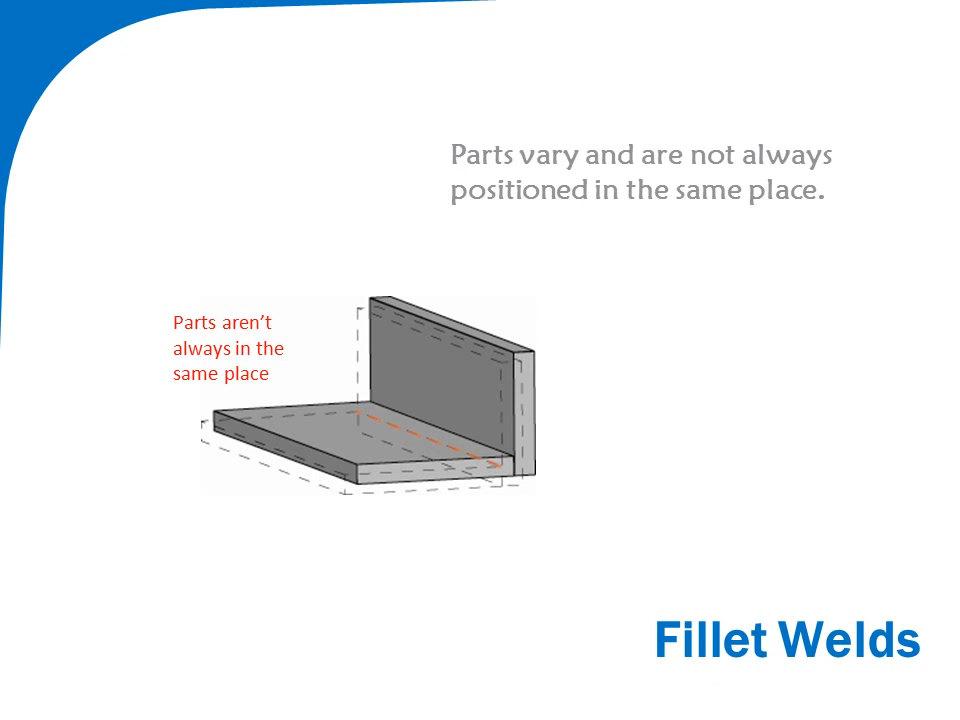 Parts vary and are not always
positioned in the same place.
Parts aren’t
always in the
same place
Fillet Welds